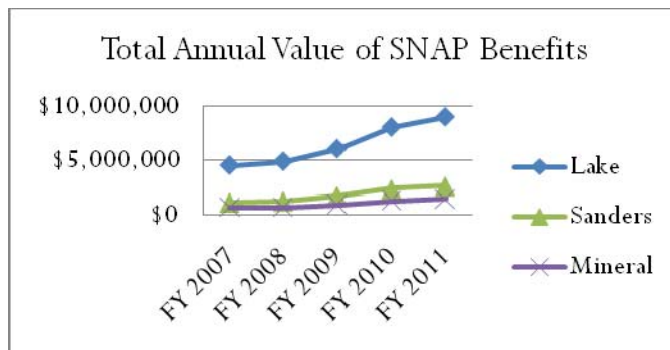 Total Annual Value of SNAP Benefits
$10,000,000
$5,000,000
$0
FY 2007
FY 2008
FY 2009
FY 2010
FY 2011
Lake
Sanders
Mineral